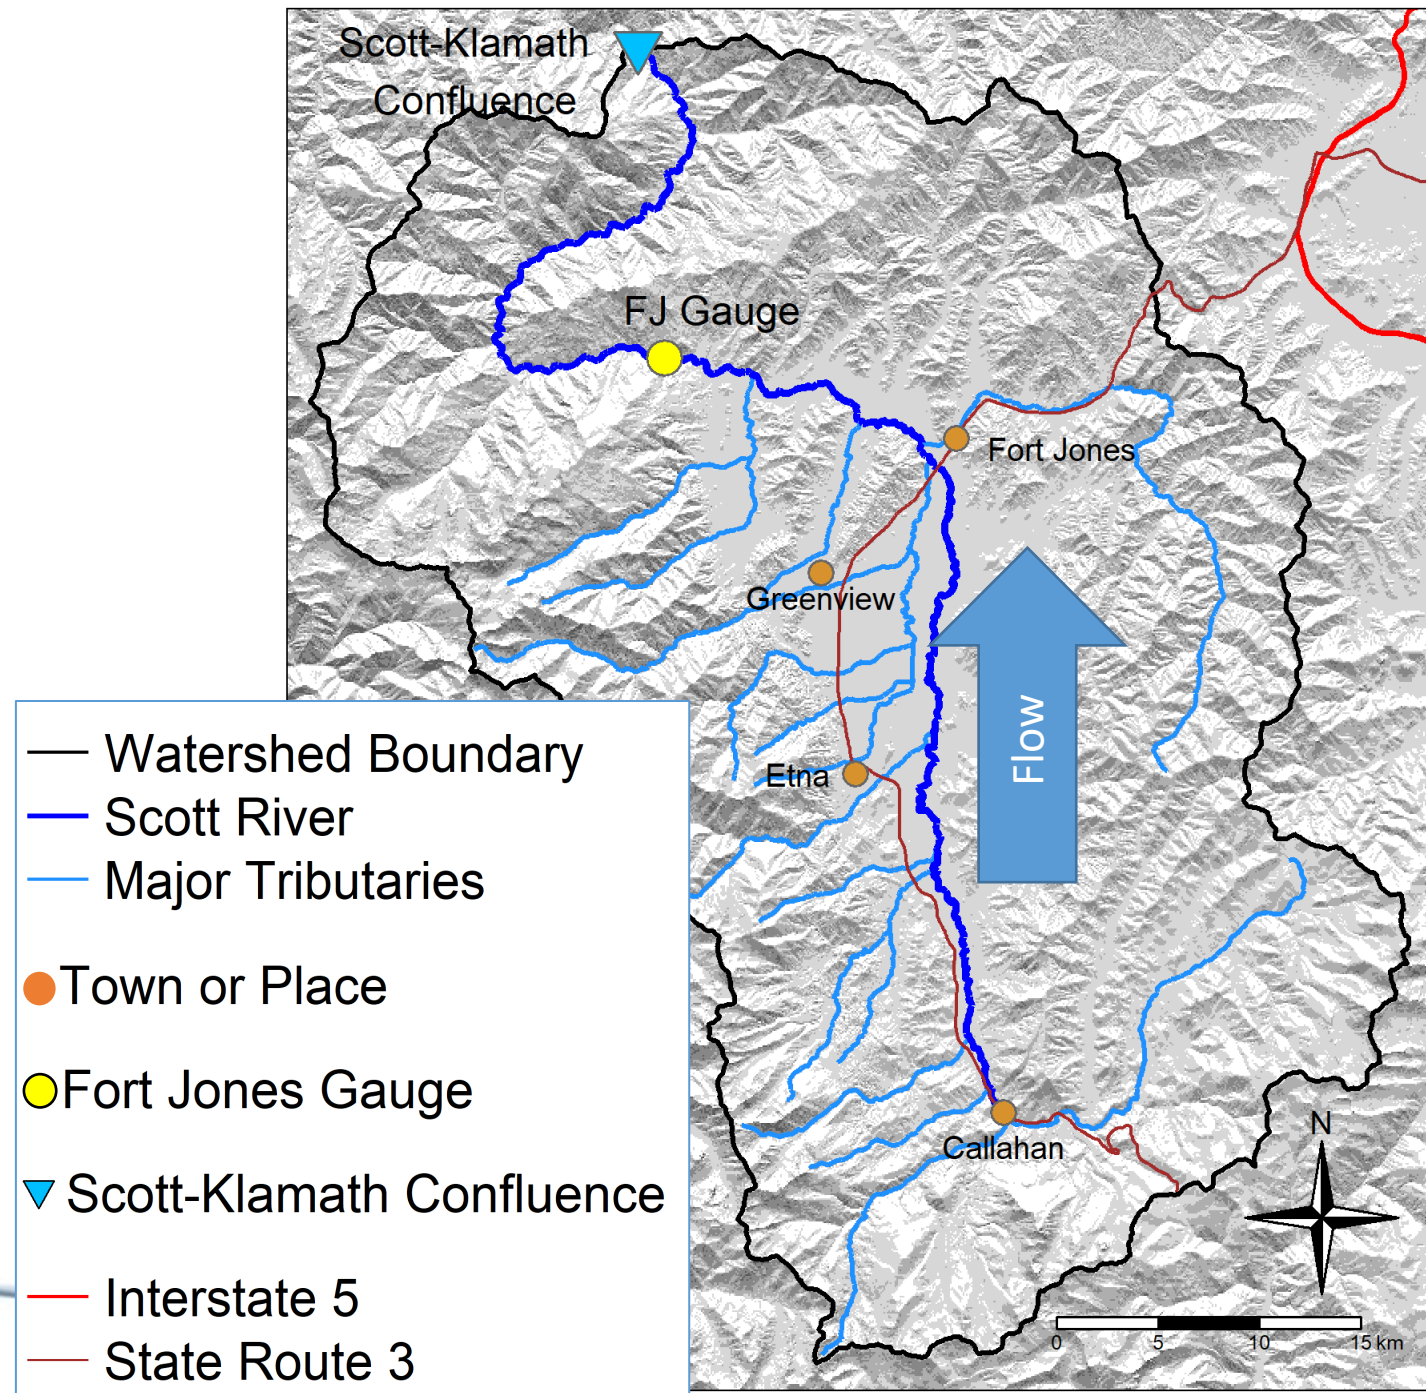 Scott-Klamath
Confluence
FJ Gauge
Fort Jones
Greenview
Flow
Etna
Callahan
N
0 5 10 15 km
Watershed Boundary
Scott River
Major Tributaries
Town or Place
Fort Jones Gauge
Scott-Klamath Confluence
Interstate 5
State Route 3